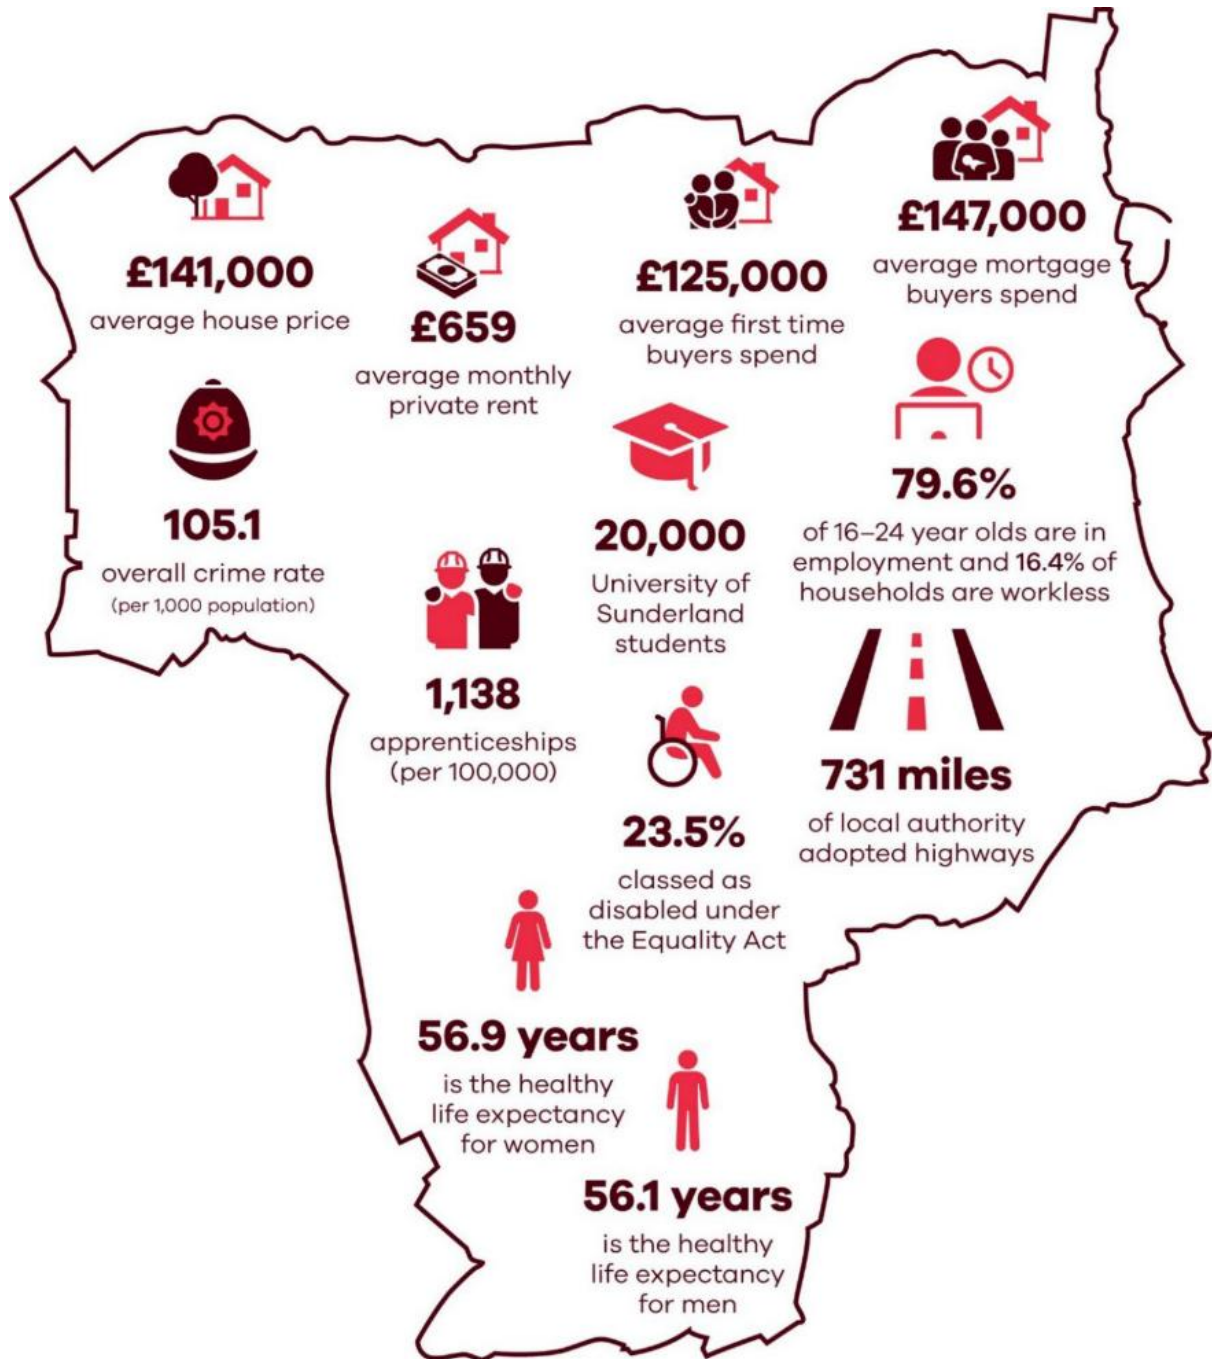 £141,000
average house price
£659
average monthly
private rent
£125,000
average first time
buyers spend
£147,000
average mortgage
buyers spend
105.1
overall crime rate
(per 1,000 population)
1,138
apprenticeships
(per 100,000)
20,000
University of
Sunderland
students
79.6%
of 16–24 year olds are in
employment and 16.4% of
households are workless
23.5%
classed as
disabled under
the Equality Act
731 miles
of local authority
adopted highways
56.9 years
is the healthy
life expectancy
for women
56.1 years
is the healthy
life expectancy
for men